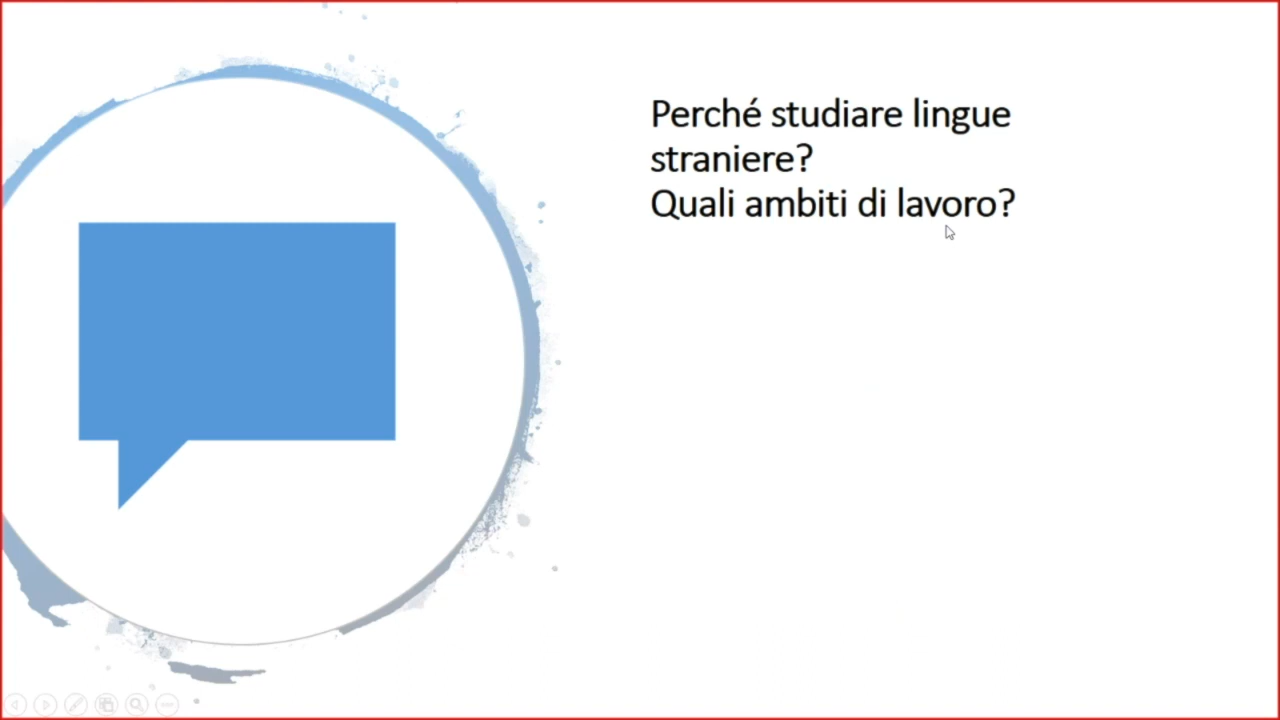 Perché studiare lingue
straniere?
Quali ambiti di lavoro?